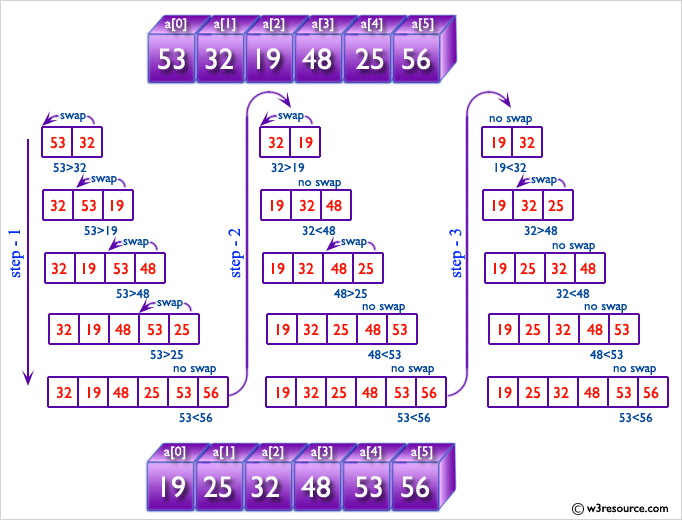 a[0] a[1] a[2] a[3] a[4] a[5]
53 32 19 48 25 56
step - 1
swap
53 32
53>32
swap
32 53 19
53>19
swap
32 19 53 48
53>48
swap
32 19 48 53 25
53>25
no swap
32 19 48 25 53 56
53<56
step - 2
swap
32 19
32>19
no swap
19 32 48
32<48
swap
19 32 48 25
48>25
no swap
19 32 25 48 53
48<53
no swap
19 32 25 48 53 56
53<56
step - 3
no swap
19 32
19<32
swap
19 32 25
32>48
no swap
19 25 32 48
32<48
no swap
19 25 32 48 53
48<53
no swap
19 25 32 48 53 56
53<56
a[0] a[1] a[2] a[3] a[4] a[5]
19 25 32 48 53 56
© w3resource.com